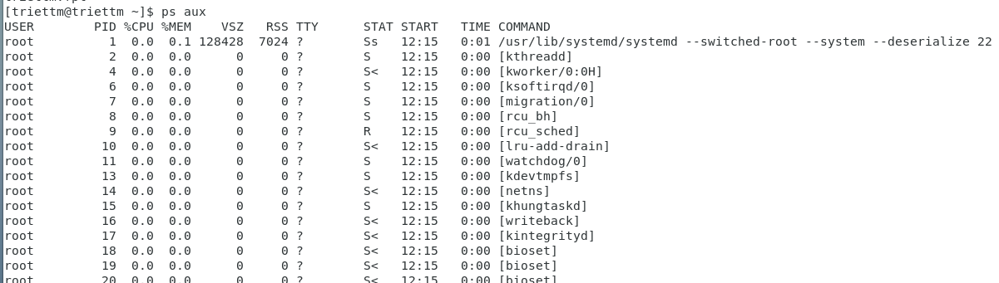 [triettm@triettm ~]$ ps aux
USER PID %CPU %MEM VSZ RSS TTY STAT START TIME COMMAND
root 1 0.0 0.1 128428 7024 ? Ss 12:15 0:01 /usr/lib/systemd/systemd --switched-root --system --deserialize 22
root 2 0.0 0.0 0 0 ? S 12:15 0:00 [kthreadd]
root 4 0.0 0.0 0 0 ? S< 12:15 0:00 [kworker/0:0H]
root 6 0.0 0.0 0 0 ? S 12:15 0:00 [ksoftirqd/0]
root 7 0.0 0.0 0 0 ? S 12:15 0:00 [migration/0]
root 8 0.0 0.0 0 0 ? S 12:15 0:00 [rcu_bh]
root 9 0.0 0.0 0 0 ? R 12:15 0:00 [rcu_sched]
root 10 0.0 0.0 0 0 ? S< 12:15 0:00 [lru-add-drain]
root 11 0.0 0.0 0 0 ? S 12:15 0:00 [watchdog/0]
root 13 0.0 0.0 0 0 ? S 12:15 0:00 [kdevtmpfs]
root 14 0.0 0.0 0 0 ? S< 12:15 0:00 [netns]
root 15 0.0 0.0 0 0 ? S 12:15 0:00 [khungtaskd]
root 16 0.0 0.0 0 0 ? S< 12:15 0:00 [writeback]
root 17 0.0 0.0 0 0 ? S< 12:15 0:00 [kintegrityd]
root 18 0.0 0.0 0 0 ? S< 12:15 0:00 [bioset]
root 19 0.0 0.0 0 0 ? S< 12:15 0:00 [bioset]
root 20 0.0 0.0 0 0 ? S< 12:15 0:00 [bioset]